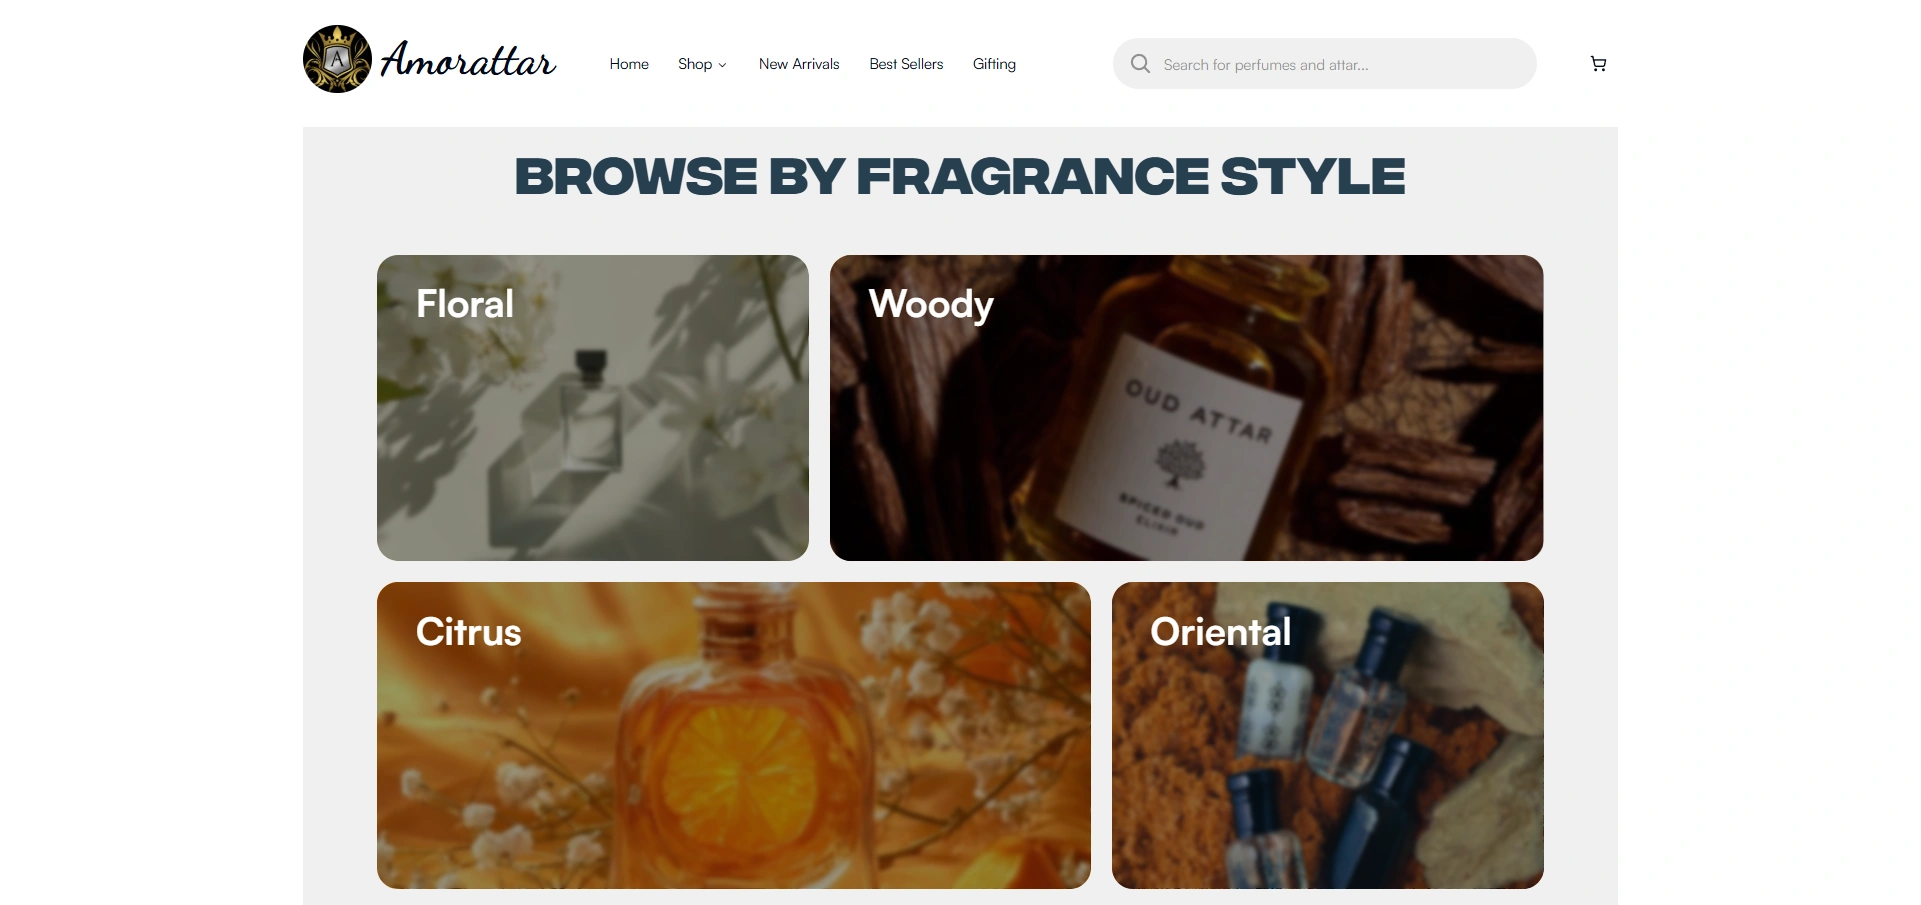 A
Amorattar
Home
Shop
New Arrivals
Best Sellers
Gifting
Search for perfumes and attar...
BROWSE BY FRAGRANCE STYLE
Floral
Woody
OUD ATTAR
SPICED OUD
ELIXIR
Citrus
Oriental